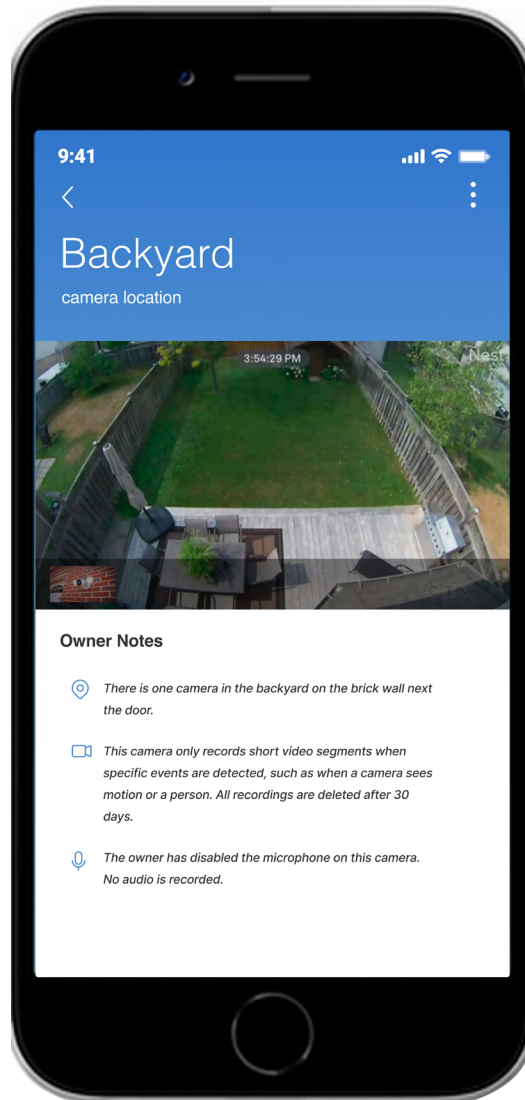 9:41
Backyard
camera location
3:54:29 PM
Nest
Owner Notes
There is one camera in the backyard on the brick wall next
the door.
This camera only records short video segments when
specific events are detected, such as when a camera sees
motion or a person. All recordings are deleted after 30
days.
The owner has disabled the microphone on this camera.
No audio is recorded.